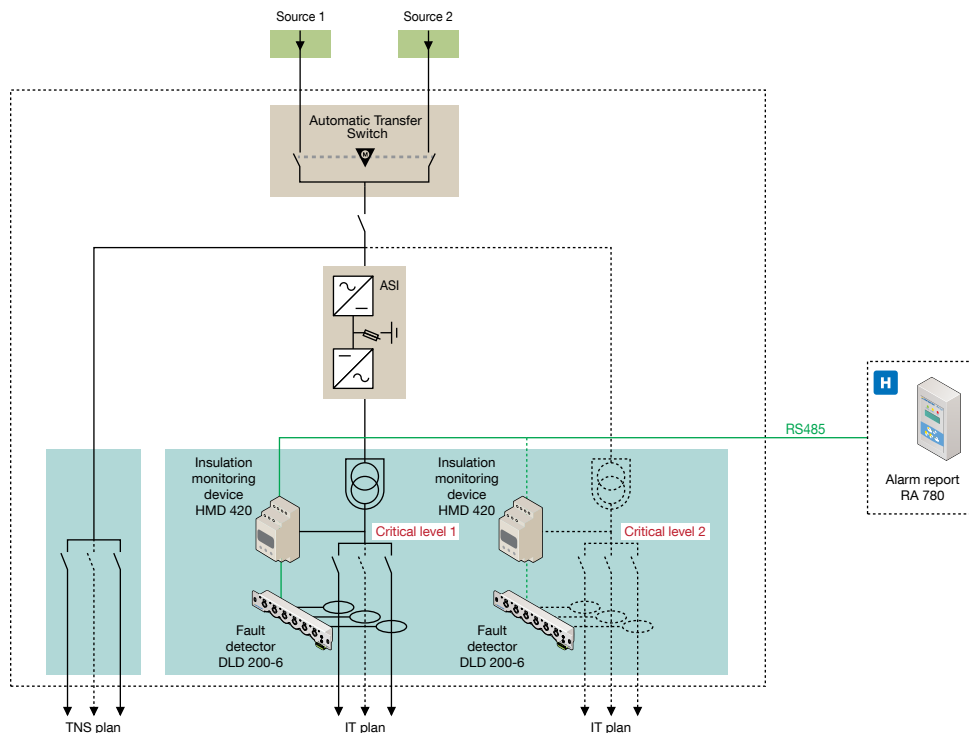 Source 1
Source 2
Automatic Transfer
Switch
M
ASI
RS485
H
Alarm report
RA 780
Insulation
monitoring
device
HMD 420
Critical level 1
Fault
detector
DLD 200-6
Insulation
monitoring
device
HMD 420
Critical level 2
Fault
detector
DLD 200-6
TNS plan
IT plan
IT plan